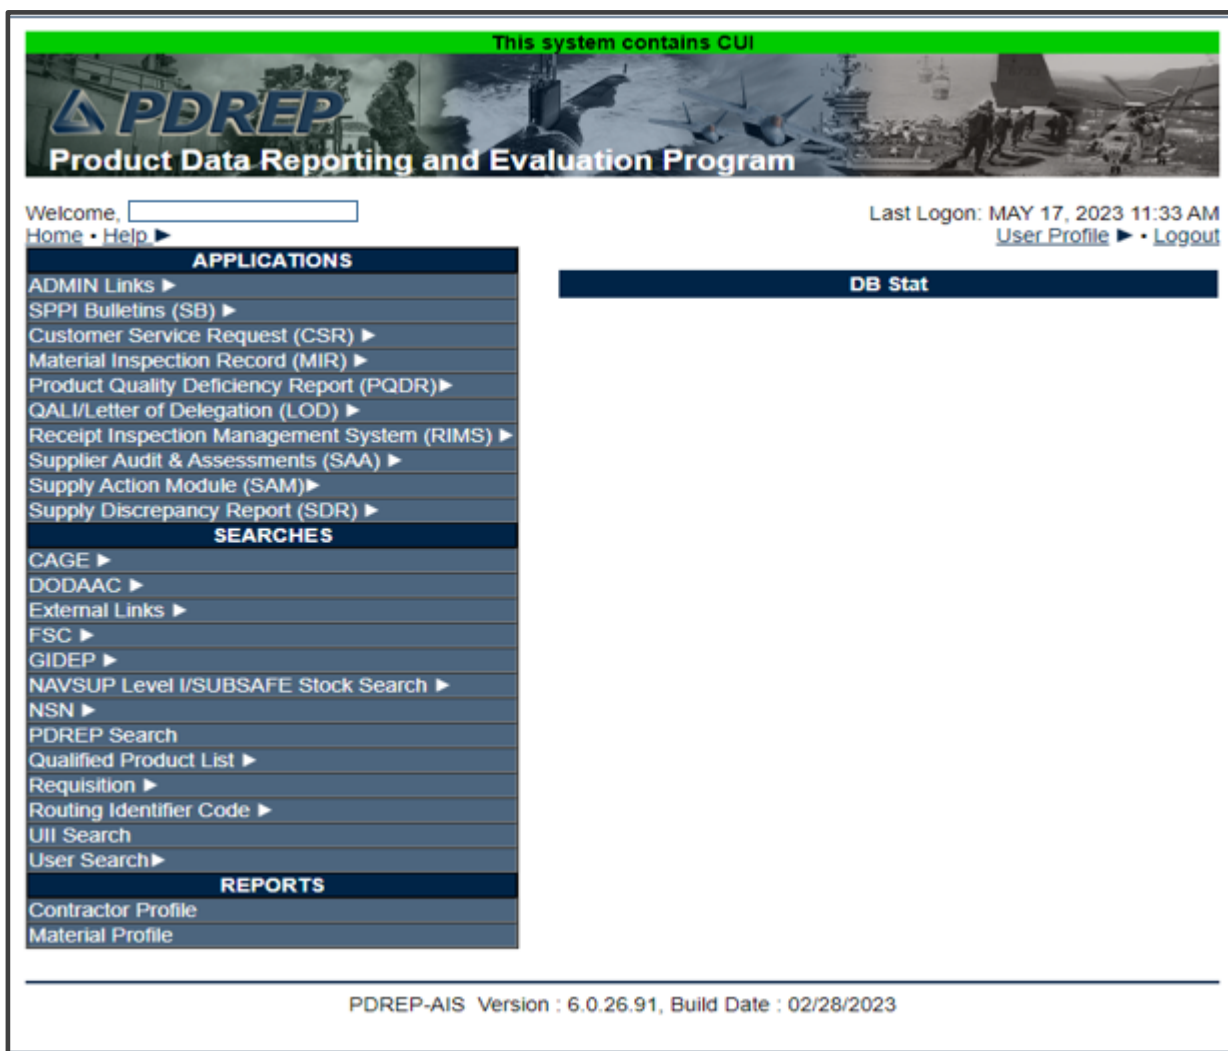 This system contains CUI
PDREP
Product Data Reporting and Evaluation Program
Welcome,
Last Logon: MAY 17, 2023 11:33 AM
Home • Help ►
User Profile ► • Logout
APPLICATIONS
ADMIN Links ►
SPPI Bulletins (SB) ►
Customer Service Request (CSR) ►
Material Inspection Record (MIR) ►
Product Quality Deficiency Report (PQDR)►
QALI/Letter of Delegation (LOD) ►
Receipt Inspection Management System (RIMS) ►
Supplier Audit & Assessments (SAA) ►
Supply Action Module (SAM)►
Supply Discrepancy Report (SDR) ►
SEARCHES
CAGE ►
DODAAC ►
External Links ►
FSC ►
GIDEP ►
NAVSUP Level I/SUBSAFE Stock Search ►
NSN ►
PDREP Search
Qualified Product List ►
Requisition ►
Routing Identifier Code ►
UII Search
User Search►
REPORTS
Contractor Profile
Material Profile
DB Stat
PDREP-AIS Version : 6.0.26.91, Build Date : 02/28/2023